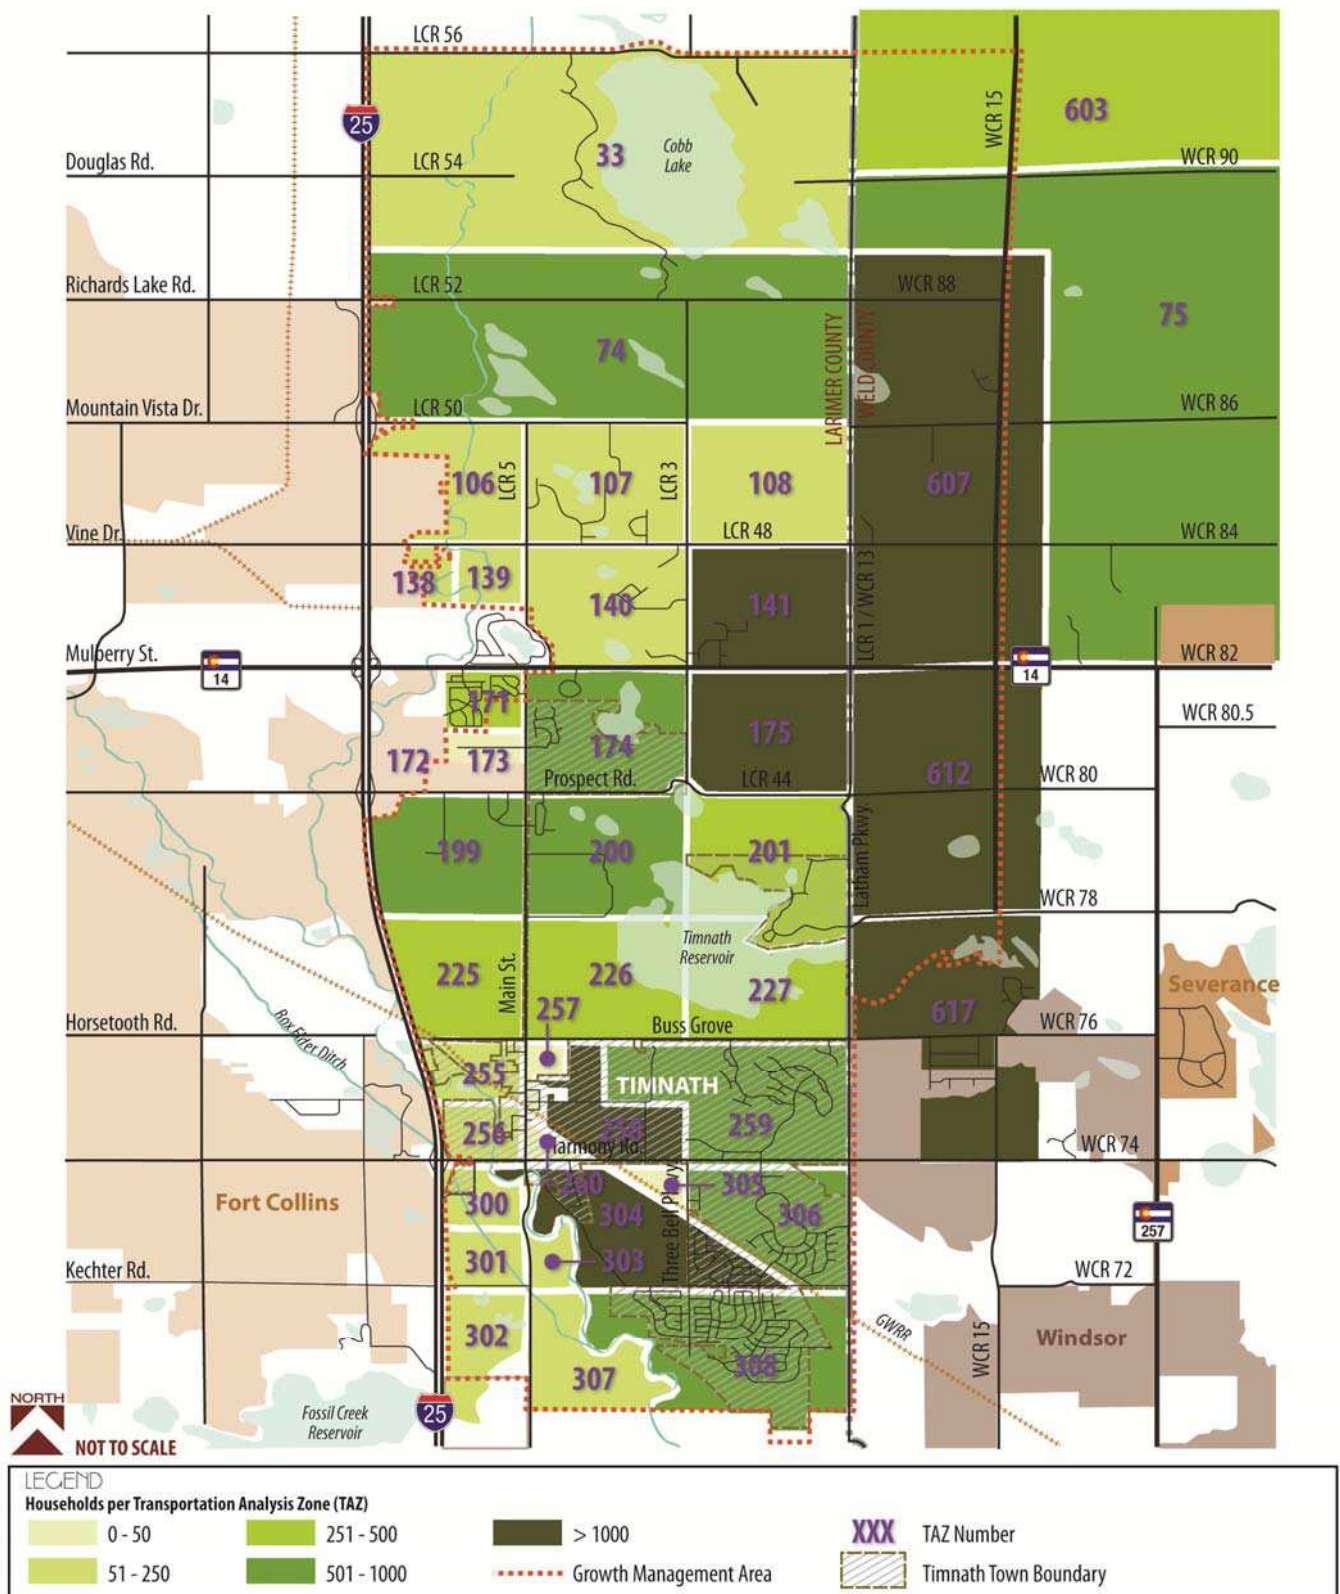 LCR 56
25
WCR 15
603
Douglas Rd.
LCR 54
33
Cobb
Lake
WCR 90
Richards Lake Rd.
LCR 52
WCR 88
75
74
LARIMER COUNTY
WELD COUNTY
Mountain Vista Dr.
LCR 50
WCR 86
106
LCR 5
107
LCR 3
108
607
Vine Dr.
LCR 48
WCR 84
138
139
140
141
LCR 1 / WCR 13
Mulberry St.
14
14
WCR 82
171
WCR 80.5
172
173
174
175
612
Prospect Rd.
LCR 44
WCR 80
199
200
201
Latham Pkwy.
WCR 78
225
Main St.
226
Timnath
Reservoir
227
257
617
Severance
Horsetooth Rd.
Box Elder Ditch
Buss Grove
WCR 76
255
TIMNATH
256
258
259
Harmony Rd.
WCR 74
Fort Collins
300
260
304
305
306
257
301
303
Three Bell Pkwy.
Kechter Rd.
WCR 72
302
GWRR
WCR 15
Windsor
307
308
NORTH
NOT TO SCALE
Fossil Creek
Reservoir
25
LEGEND
Households per Transportation Analysis Zone (TAZ)
0 - 50
251 - 500
> 1000
XXX
TAZ Number
51 - 250
501 - 1000
Growth Management Area
Timnath Town Boundary